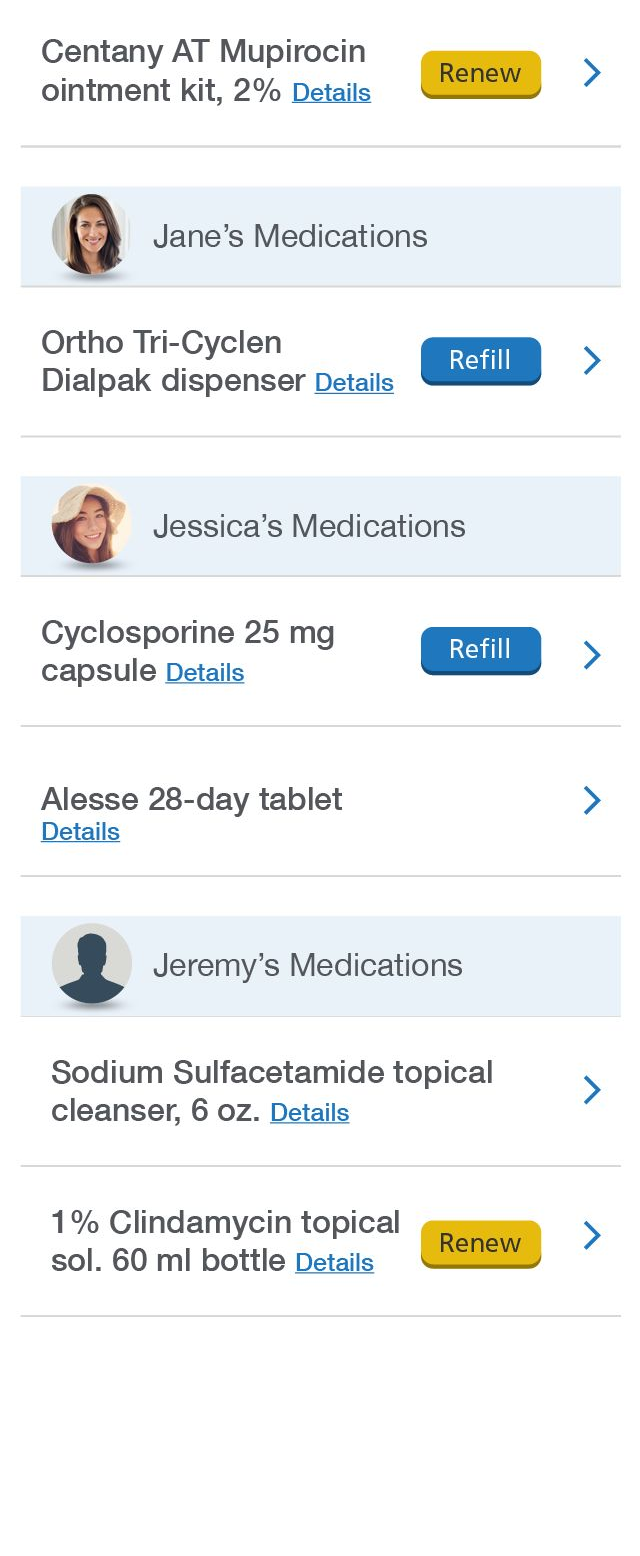 Centany AT Mupirocin
ointment kit, 2% Details
Renew
Jane’s Medications
Ortho Tri-Cyclen
Dialpak dispenser Details
Refill
Jessica’s Medications
Cyclosporine 25 mg
capsule Details
Refill
Alesse 28-day tablet
Details
Jeremy’s Medications
Sodium Sulfacetamide topical
cleanser, 6 oz. Details
1% Clindamycin topical
sol. 60 ml bottle Details
Renew